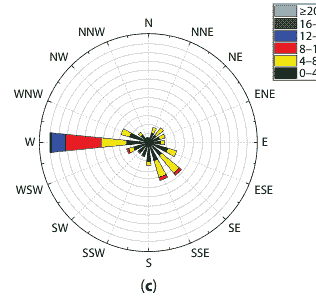 N
NNW
NNE
≥20
16–
12–
8–1
4–8
0–4
NW
NE
WNW
ENE
W
E
WSW
ESE
SW
SE
SSW
SSE
S
(c)